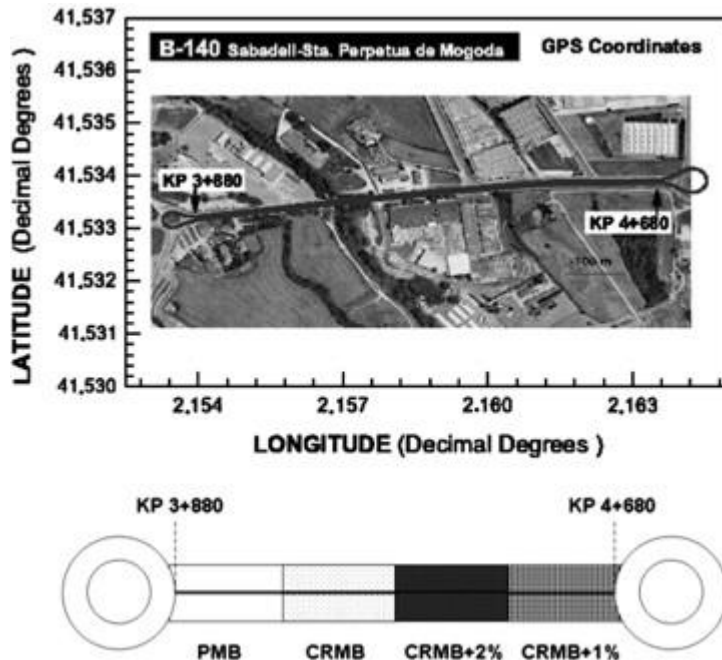 41,537
B-140 Sabadell-Sta. Perpetua de Mogoda GPS Coordinates
41,536
41,535
41,534
KP 3+880
41,533
KP 4+680
41,532
100 m
41,531
41,530
LATITUDE (Decimal Degrees )
2.154 2.157 2.160 2.163
LONGITUDE (Decimal Degrees )
KP 3+880 KP 4+680
PMB CRMB CRMB+2% CRMB+1%